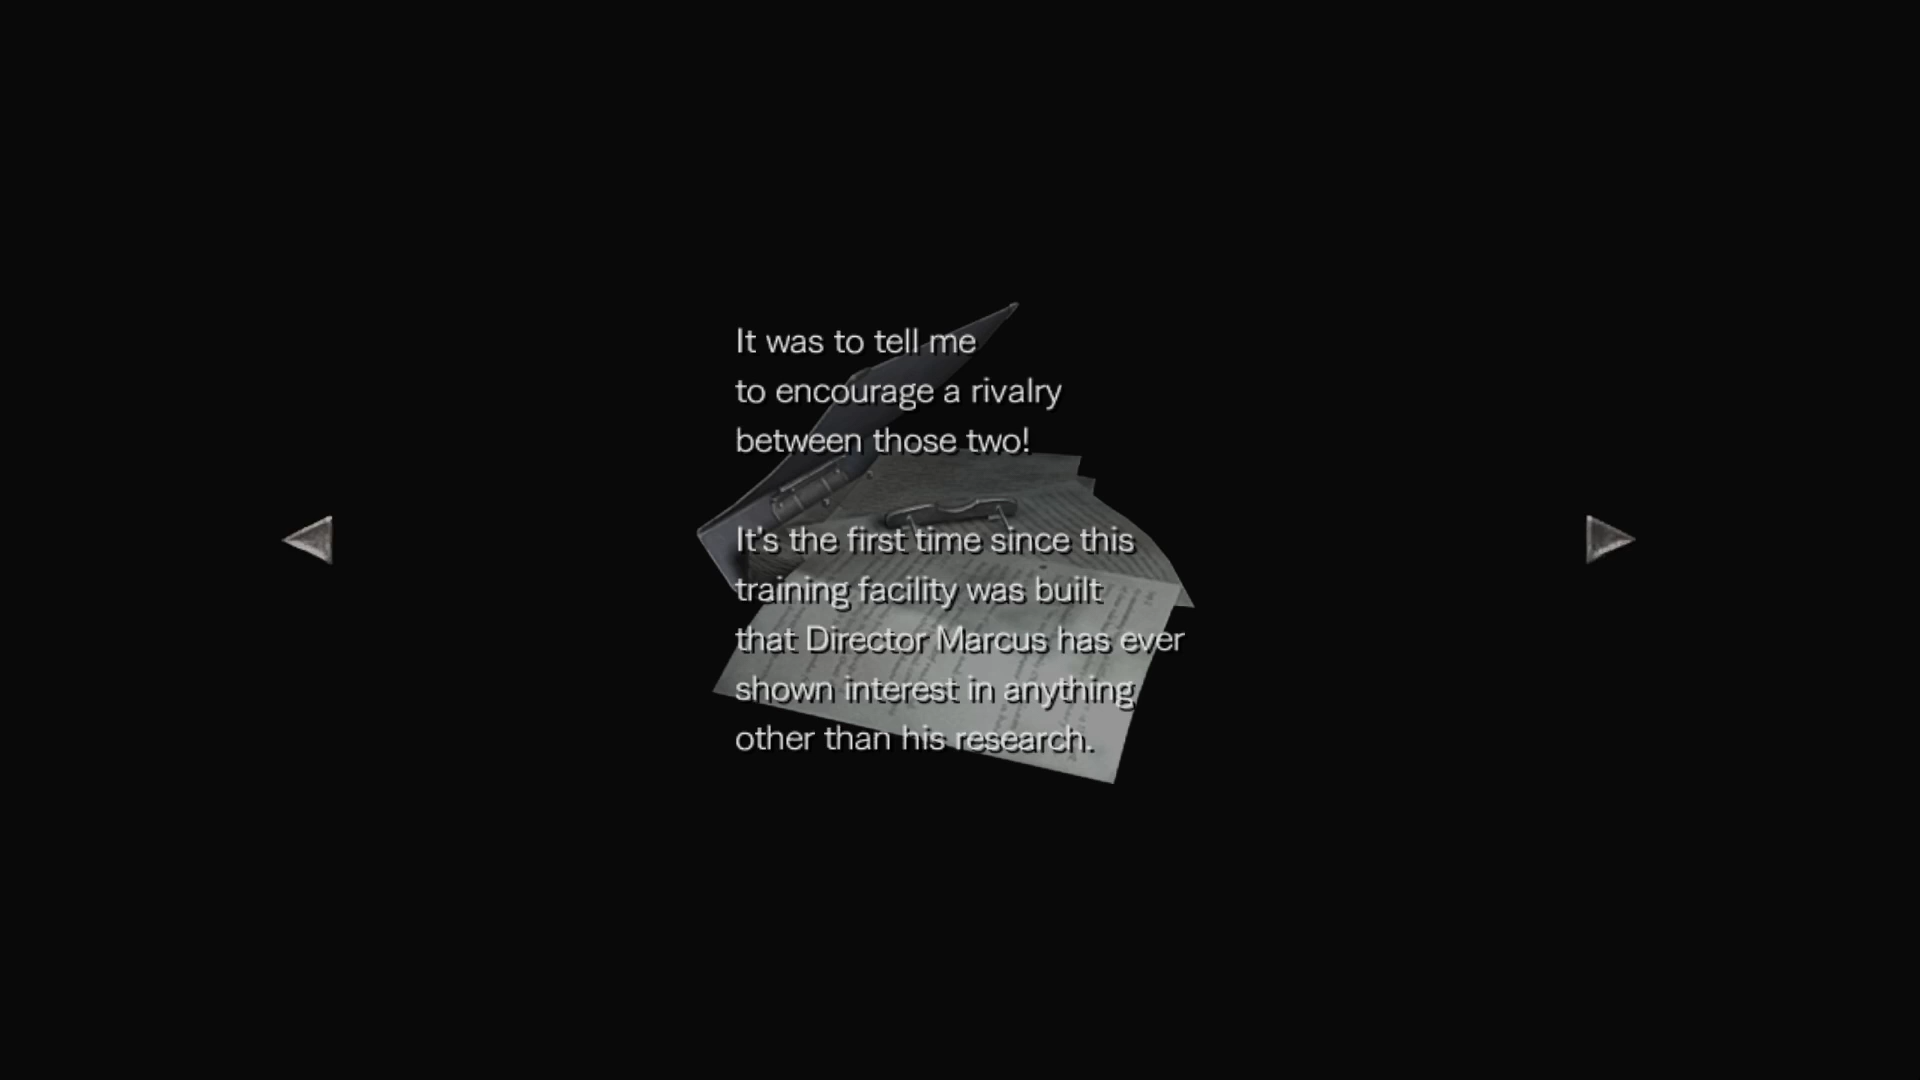 It was to tell me
to encourage a rivalry
between those two!
It's the first time since this
training facility was built
that Director Marcus has ever
shown interest in anything
other than his research.